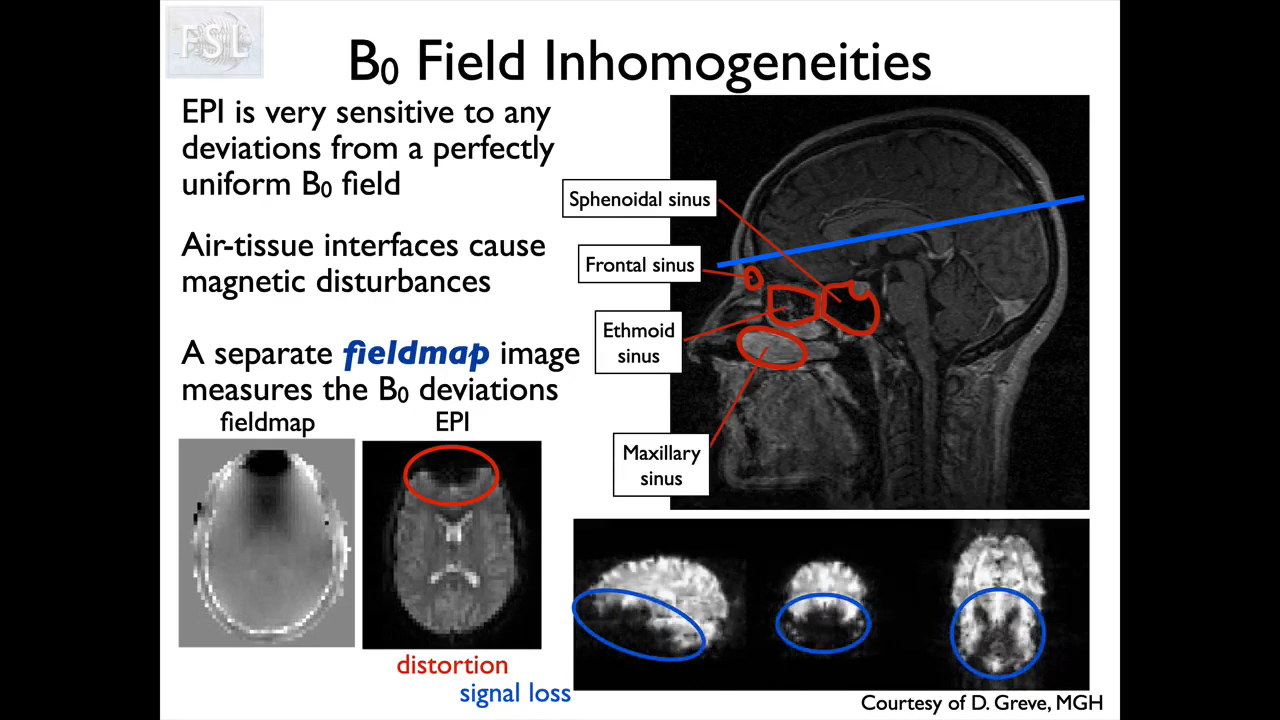 FSL
B₀ Field Inhomogeneities
EPI is very sensitive to any
deviations from a perfectly
uniform B₀ field
Air-tissue interfaces cause
magnetic disturbances
A separate fieldmap image
measures the B₀ deviations
fieldmap
EPI
distortion
signal loss
Sphenoidal sinus
Frontal sinus
Ethmoid
sinus
Maxillary
sinus
Courtesy of D. Greve, MGH